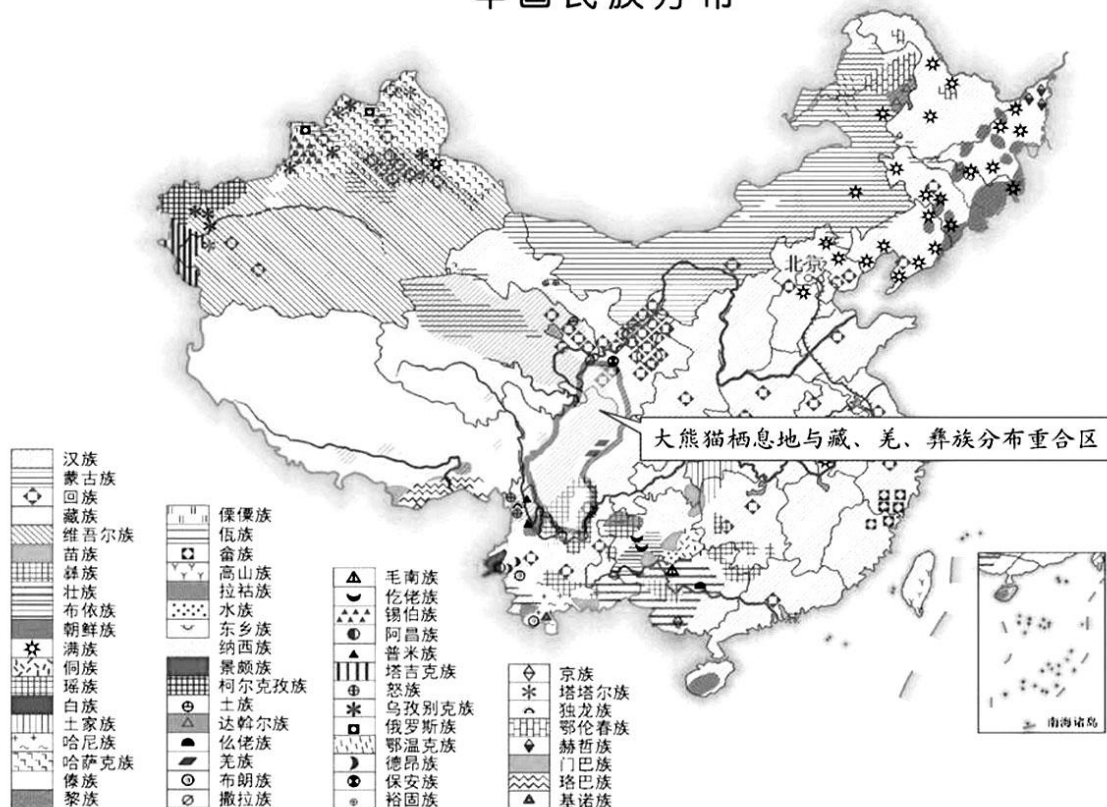 中国民族分布
北京
大熊猫栖息地与藏、羌、彝族分布重合区
汉族
蒙古族
回族
藏族
维吾尔族
苗族
彝族
壮族
布依族
朝鲜族
满族
侗族
瑶族
白族
土家族
哈尼族
哈萨克族
傣族
黎族
傈僳族
佤族
畲族
高山族
拉祜族
水族
东乡族
纳西族
景颇族
柯尔克孜族
土族
达斡尔族
仫佬族
羌族
布朗族
撒拉族
毛南族
仡佬族
锡伯族
阿昌族
普米族
塔吉克族
怒族
乌孜别克族
俄罗斯族
鄂温克族
德昂族
保安族
裕固族
京族
塔塔尔族
独龙族
鄂伦春族
赫哲族
门巴族
珞巴族
基诺族
南海诸岛